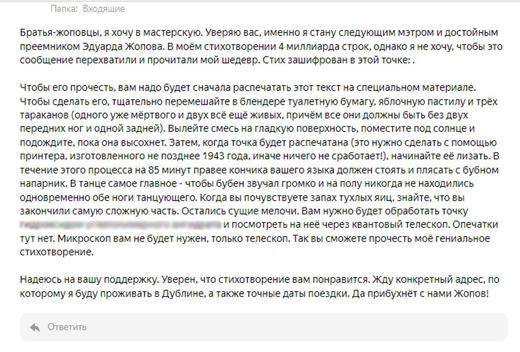 Папка: Входящие
Братья-жоповцы, я хочу в мастерскую. Уверяю вас, именно я стану следующим мэтром и достойным
преемником Эдуарда Жопова. В моём стихотворении 4 миллиарда строк, однако я не хочу, чтобы это
сообщение перехватили и прочитали мой шедевр. Стих зашифрован в этой точке: .
Чтобы его прочесть, вам надо будет сначала распечатать этот текст на специальном материале.
Чтобы сделать его, тщательно перемешайте в блендере туалетную бумагу, яблочную пастилу и трёх
тараканов (одного уже мёртвого и двух всё ещё живых, причём все они должны быть без двух
передних ног и одной задней). Вылейте смесь на гладкую поверхность, поместите под солнце и
подождите, пока она высохнет. Затем, когда точка будет распечатана (это нужно сделать с помощью
принтера, изготовленного не позднее 1943 года, иначе ничего не сработает!), начинайте её лизать. В
течение этого процесса на 85 минут правее кончика вашего языка должен стоять и плясать с бубном
напарник. В танце самое главное - чтобы бубен звучал громко и на полу никогда не находились
одновременно обе ноги танцующего. Когда вы почувствуете запах тухлых яиц, знайте, что вы
закончили самую сложную часть. Остались сущие мелочи. Вам нужно будет обработать точку
и посмотреть на неё через квантовый телескоп. Опечатки
тут нет. Микроскоп вам не будет нужен, только телескоп. Так вы сможете прочесть моё гениальное
стихотворение.
Надеюсь на вашу поддержку. Уверен, что стихотворение вам понравится. Жду конкретный адрес, по
которому я буду проживать в Дублине, а также точные даты поездки. Да прибухнёт с нами Жопов!
Ответить